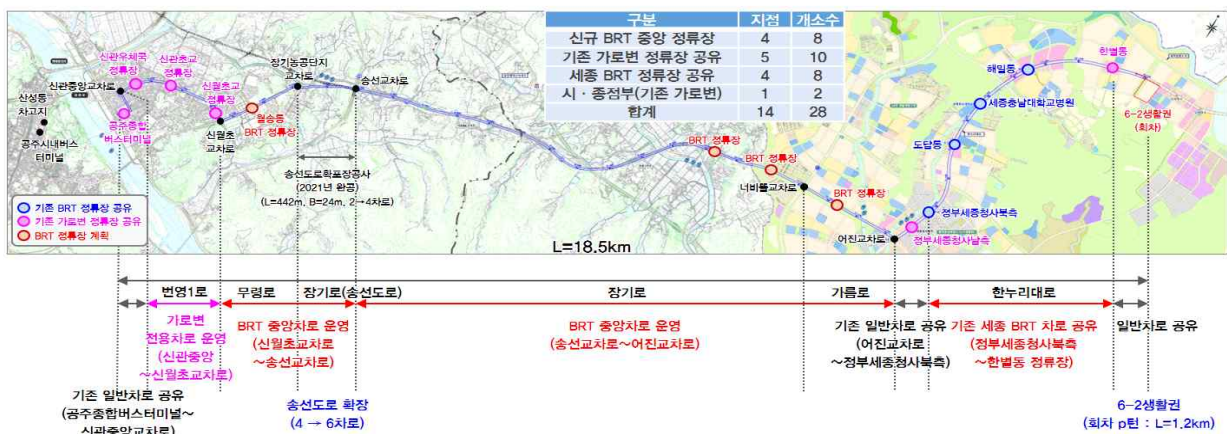 구분 지점 개소수
신규 BRT 중앙 정류장 4 8
기존 가로변 정류장 공유 5 10
세종 BRT 정류장 공유 4 8
시·종점부(기존 가로변) 1 2
합계 14 28
신관우체국
정류장
신관초교
정류장
장기농공단지
교차로
송선교차로
신관중앙교차로
신월초교
정류장
산성동
차고지
공주종합
버스터미널
월송동
BRT 정류장
신월초
교차로
공주시내버스
터미널
송선도로확포장공사
(2021년 완공)
(L=442m, B=24m, 2→4차로)
BRT 정류장
BRT 정류장
너비뜰교차로
BRT 정류장
어진교차로
정부세종청사남측
정부세종청사북측
도담동
세종충남대학교병원
해밀동
한별동
6-2생활권
(회차)
기존 BRT 정류장 공유
기존 가로변 정류장 공유
BRT 정류장 계획
L=18.5km
번영1로 무령로 장기로(송선도로) 장기로 가름로 한누리대로
가로변
전용차로 운영
(신관중앙
~신월초교차로)
BRT 중앙차로 운영
(신월초교차로
~송선교차로)
BRT 중앙차로 운영
(송선교차로~어진교차로)
기존 일반차로 공유
(어진교차로
~정부세종청사북측)
기존 세종 BRT 차로 공유
(정부세종청사북측
~한별동 정류장)
일반차로 공유
기존 일반차로 공유
(공주종합버스터미널~
신관중앙교차로)
송선도로 확장
(4 → 6차로)
6-2생활권
(회차 p턴 : L=1.2km)